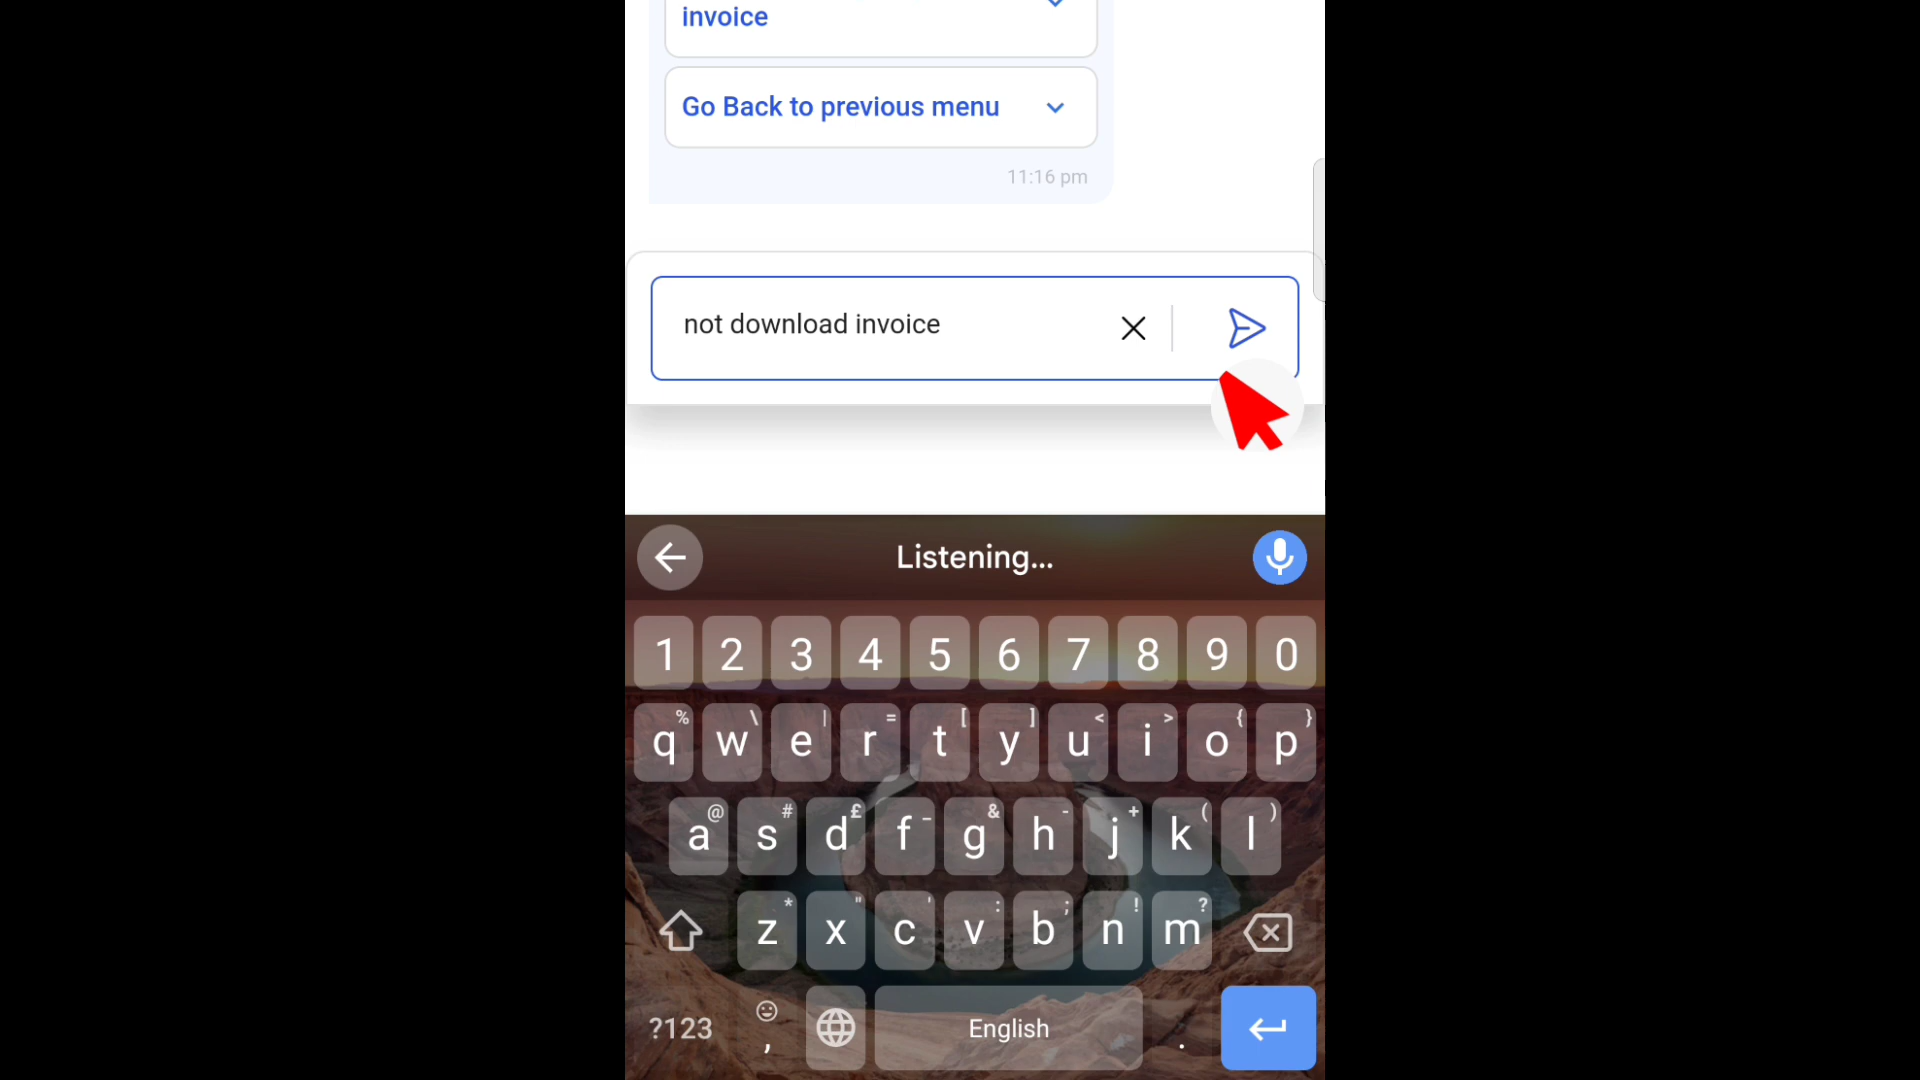 invoice
Go Back to previous menu
11:16 pm
not download invoice
Listening...
1 2 3 4 5 6 7 8 9 0
% \ | = [ ] < > { }
q w e r t y u i o p
@ # £ _ & - + ( )
a s d f g h j k l
* " ' : ; ! ?
z x c v b n m
?123 , English .